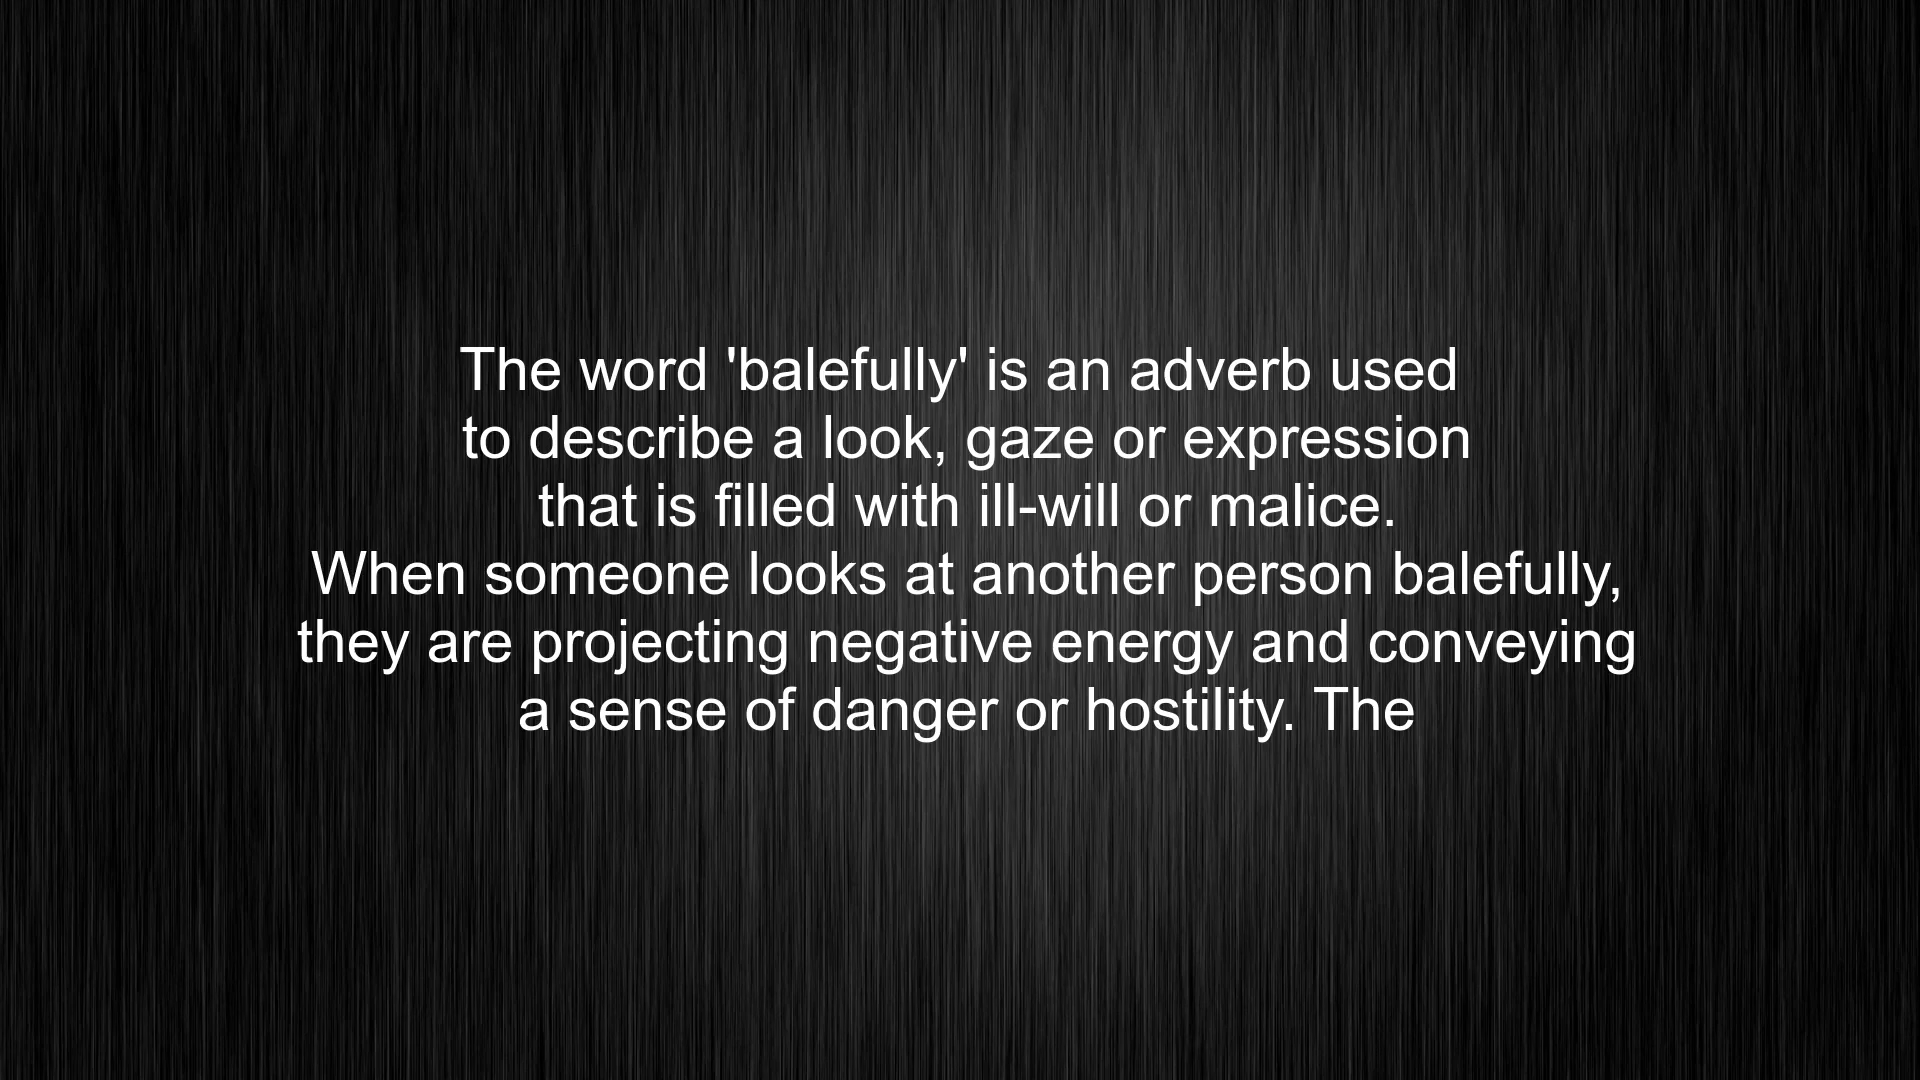 The word 'balefully' is an adverb used
to describe a look, gaze or expression
that is filled with ill-will or malice.
When someone looks at another person balefully,
they are projecting negative energy and conveying
a sense of danger or hostility. The